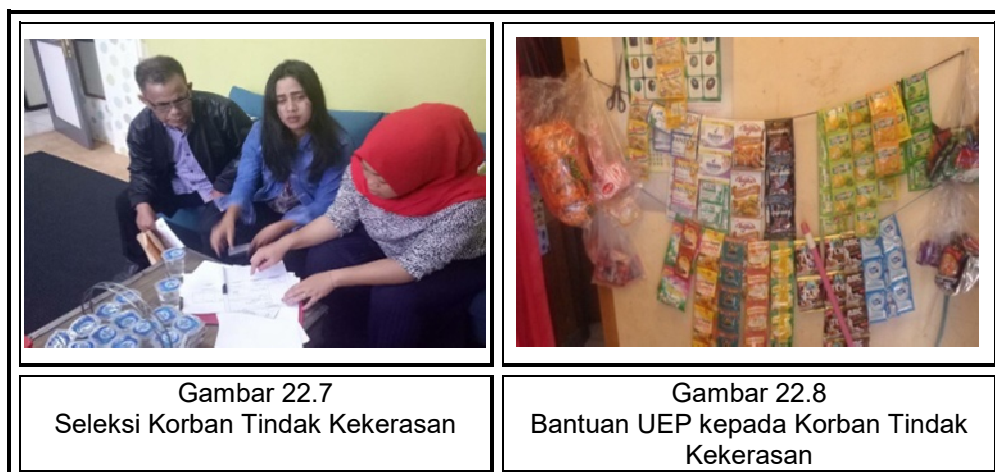 Gambar 22.7
Seleksi Korban Tindak Kekerasan
Gambar 22.8
Bantuan UEP kepada Korban Tindak
Kekerasan